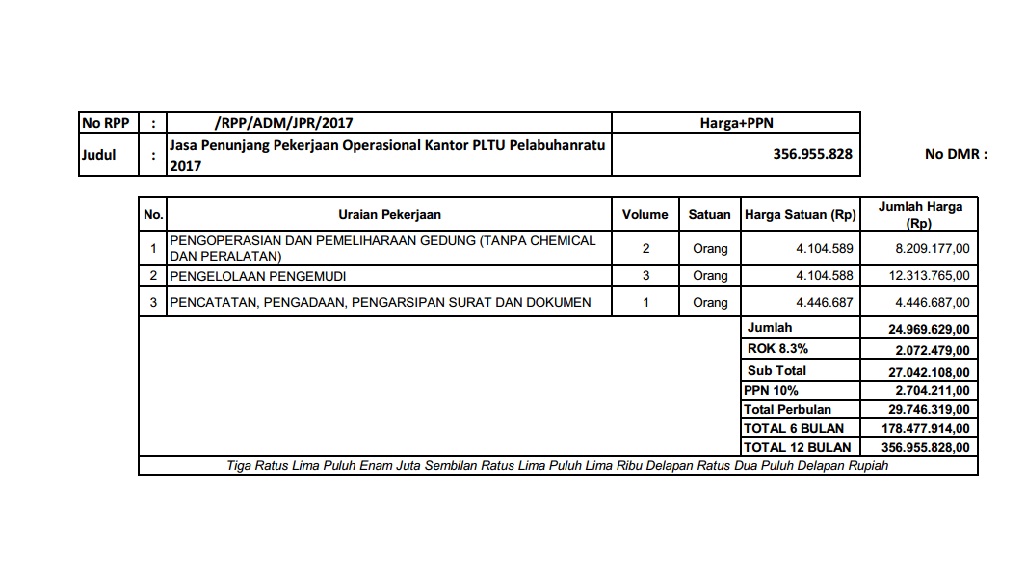 No RPP : /RPP/ADM/JPR/2017 Harga+PPN
Judul : Jasa Penunjang Pekerjaan Operasional Kantor PLTU Pelabuhanratu
2017
356.955.828 No DMR :
No. Uraian Pekerjaan Volume Satuan Harga Satuan (Rp) Jumlah Harga
(Rp)
1 PENGOPERASIAN DAN PEMELIHARAAN GEDUNG (TANPA CHEMICAL
DAN PERALATAN) 2 Orang 4.104.589 8.209.177,00
2 PENGELOLAAN PENGEMUDI 3 Orang 4.104.588 12.313.765,00
3 PENCATATAN, PENGADAAN, PENGARSIPAN SURAT DAN DOKUMEN 1 Orang 4.446.687 4.446.687,00
Jumlah 24.969.629,00
ROK 8.3% 2.072.479,00
Sub Total 27.042.108,00
PPN 10% 2.704.211,00
Total Perbulan 29.746.319,00
TOTAL 6 BULAN 178.477.914,00
TOTAL 12 BULAN 356.955.828,00
Tiga Ratus Lima Puluh Enam Juta Sembilan Ratus Lima Puluh Lima Ribu Delapan Ratus Dua Puluh Delapan Rupiah